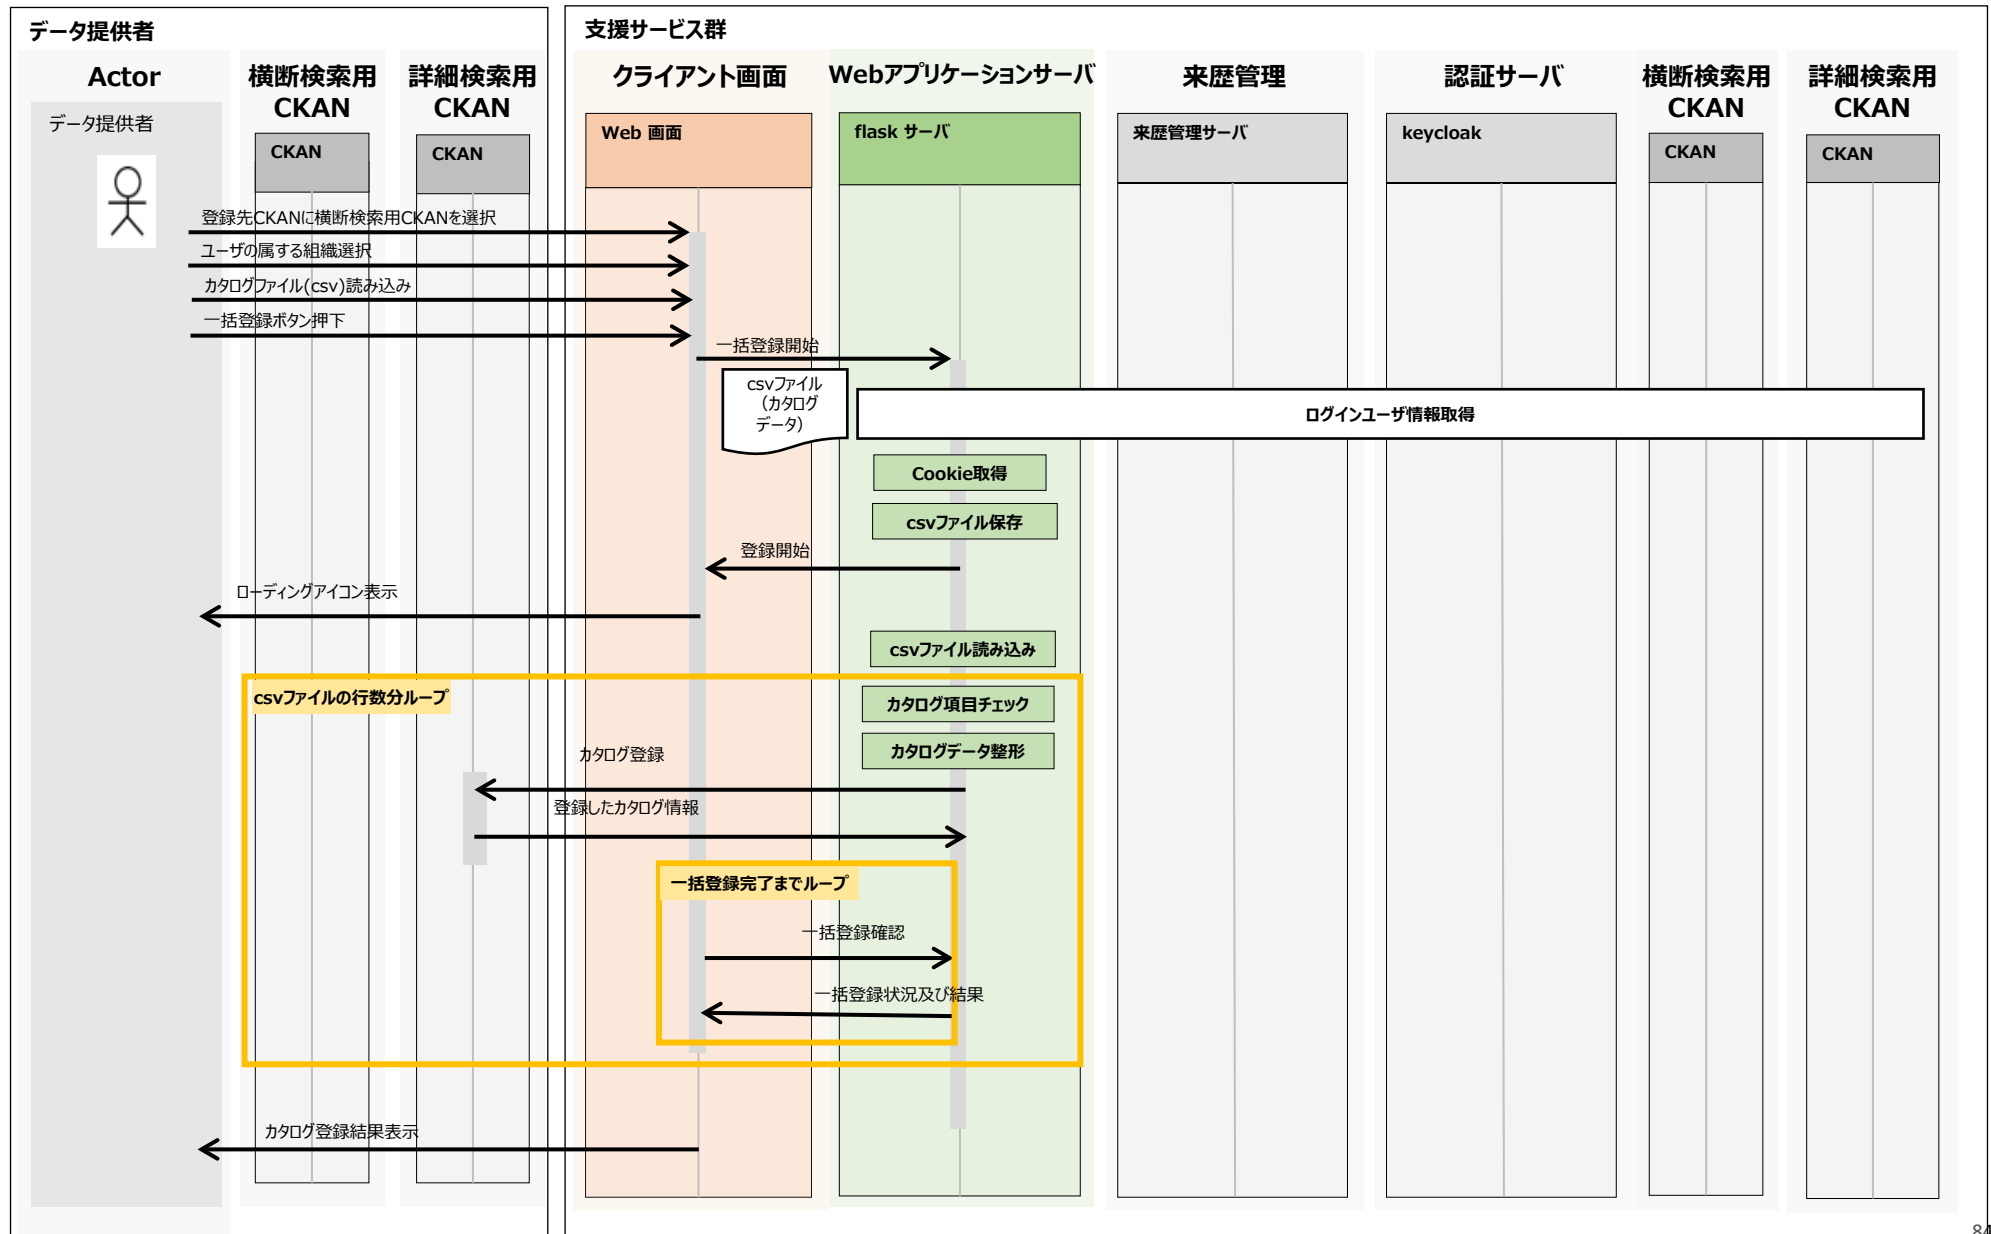 データ提供者
支援サービス群
Actor
横断検索用
CKAN
詳細検索用
CKAN
クライアント画面
Webアプリケーションサーバ
来歴管理
認証サーバ
横断検索用
CKAN
詳細検索用
CKAN
データ提供者
CKAN
CKAN
Web 画面
flask サーバ
来歴管理サーバ
keycloak
CKAN
CKAN
登録先CKANに横断検索用CKANを選択
ユーザの属する組織選択
カタログファイル(csv)読み込み
一括登録ボタン押下
一括登録開始
csvファイル
（カタログ
データ）
ログインユーザ情報取得
Cookie取得
csvファイル保存
登録開始
ローディングアイコン表示
csvファイル読み込み
csvファイルの行数分ループ
カタログ項目チェック
カタログデータ整形
カタログ登録
登録したカタログ情報
一括登録完了までループ
一括登録確認
一括登録状況及び結果
カタログ登録結果表示
84